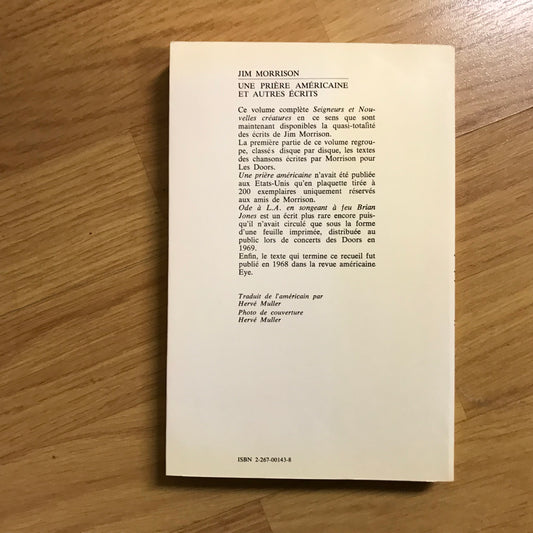 JIM MORRISON
UNE PRIÈRE AMÉRICAINE
ET AUTRES ÉCRITS
Ce volume complète Seigneurs et Nou-
velles créatures en ce sens que sont
maintenant disponibles la quasi-totalité
des écrits de Jim Morrison.
La première partie de ce volume regrou-
pe, classés disque par disque, les textes
des chansons écrites par Morrison pour
Les Doors.
Une prière américaine n'avait été publiée
aux Etats-Unis qu'en plaquette tirée à
200 exemplaires uniquement réservés
aux amis de Morrison.
Ode à L.A. en songeant à feu Brian
Jones est un écrit plus rare encore puis-
qu'il n'avait circulé que sous la forme
d'une feuille imprimée, distribuée au
public lors de concerts des Doors en
1969.
Enfin, le texte qui termine ce recueil fut
publié en 1968 dans la revue américaine
Eye.
Traduit de l'américain par
Hervé Muller
Photo de couverture
Hervé Muller
ISBN 2-267-00143-8